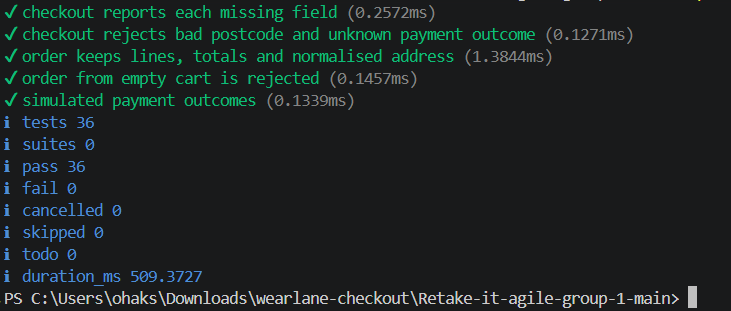 ✓ checkout reports each missing field (0.2572ms)
✓ checkout rejects bad postcode and unknown payment outcome (0.1271ms)
✓ order keeps lines, totals and normalised address (1.3844ms)
✓ order from empty cart is rejected (0.1457ms)
✓ simulated payment outcomes (0.1339ms)
ℹ tests 36
ℹ suites 0
ℹ pass 36
ℹ fail 0
ℹ cancelled 0
ℹ skipped 0
ℹ todo 0
ℹ duration_ms 509.3727
PS C:\Users\ohaks\Downloads\wearlane-checkout\Retake-it-agile-group-1-main>